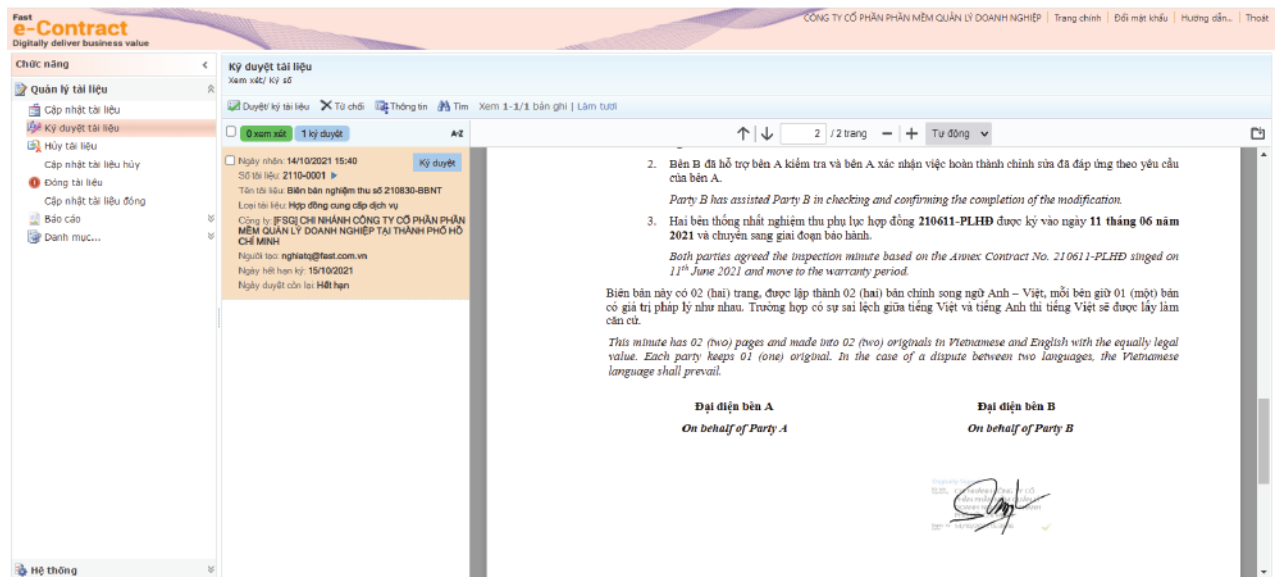 Fast
e-Contract
Digitally deliver business value
CÔNG TY CỔ PHẦN PHẦN MỀM QUẢN LÝ DOANH NGHIỆP | Trang chính | Đổi mật khẩu | Hướng dẫn... | Thoát
Chức năng
Quản lý tài liệu
Cập nhật tài liệu
Ký duyệt tài liệu
Hủy tài liệu
Cập nhật tài liệu hủy
Đóng tài liệu
Cập nhật tài liệu đóng
Báo cáo
Danh mục...
Hệ thống
Ký duyệt tài liệu
Xem xét/ Ký số
Duyệt/ ký tài liệu Từ chối Thông tin Tìm Xem 1-1/1 bản ghi | Làm tươi
0 xem xét 1 ký duyệt A-Z
Ngày nhận: 14/10/2021 15:40 Ký duyệt
Số tài liệu: 2110-0001
Tên tài liệu: Biên bản nghiệm thu số 210830-BBNT
Loại tài liệu: Hợp đồng cung cấp dịch vụ
Công ty: [FSG] CHI NHÁNH CÔNG TY CỔ PHẦN PHẦN
MỀM QUẢN LÝ DOANH NGHIỆP TẠI THÀNH PHỐ HỒ
CHÍ MINH
Người tạo: nghiatq@fast.com.vn
Ngày hết hạn ký: 15/10/2021
Ngày duyệt còn lại: Hết hạn
2 / 2 trang Tự động
2. Bên B đã hỗ trợ bên A kiểm tra và bên A xác nhận việc hoàn thành chỉnh sửa đã đáp ứng theo yêu cầu
của bên A.
Party B has assisted Party B in checking and confirming the completion of the modification.
3. Hai bên thống nhất nghiệm thu phụ lục hợp đồng 210611-PLHĐ được ký vào ngày 11 tháng 06 năm
2021 và chuyển sang giai đoạn bảo hành.
Both parties agreed the inspection minute based on the Annex Contract No. 210611-PLHĐ singed on
11th June 2021 and move to the warranty period.
Biên bản này có 02 (hai) trang, được lập thành 02 (hai) bản chính song ngữ Anh – Việt, mỗi bên giữ 01 (một) bản
có giá trị pháp lý như nhau. Trường hợp có sự sai lệch giữa tiếng Việt và tiếng Anh thì tiếng Việt sẽ được lấy làm
căn cứ.
This minute has 02 (two) pages and made into 02 (two) originals in Vietnamese and English with the equally legal
value. Each party keeps 01 (one) original. In the case of a dispute between two languages, the Vietnamese
language shall prevail.
Đại diện bên A Đại diện bên B
On behalf of Party A On behalf of Party B